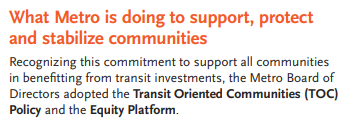 What Metro is doing to support, protect
and stabilize communities
Recognizing this commitment to support all communities
in benefitting from transit investments, the Metro Board of
Directors adopted the Transit Oriented Communities (TOC)
Policy and the Equity Platform.